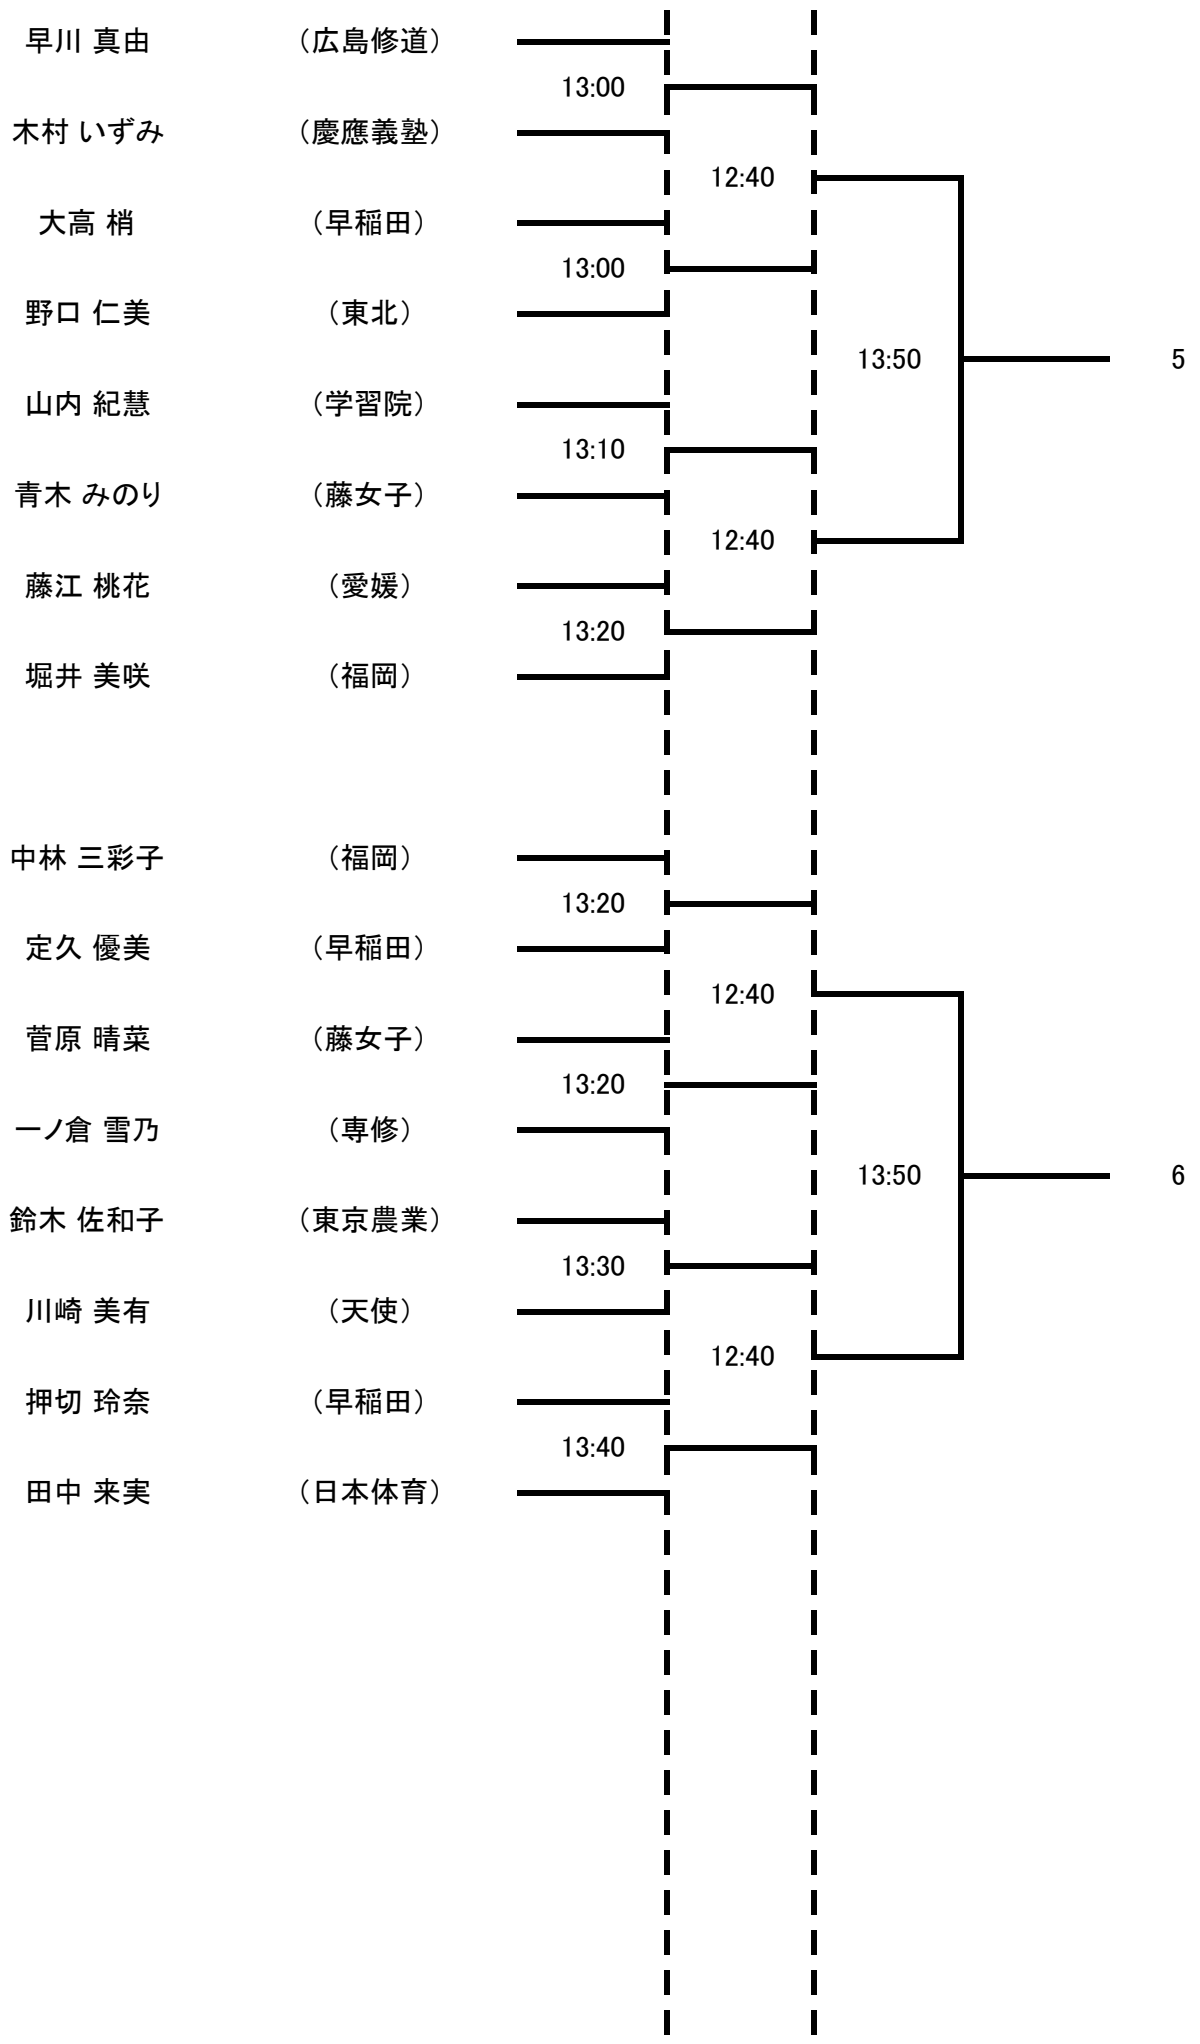 早川 真由 （広島修道）
13:00
木村 いずみ （慶應義塾）
12:40
大高 梢 （早稲田）
13:00
野口 仁美 （東北）
13:50 5
山内 紀慧 （学習院）
13:10
青木 みのり （藤女子）
12:40
藤江 桃花 （愛媛）
13:20
堀井 美咲 （福岡）
中林 三彩子 （福岡）
13:20
定久 優美 （早稲田）
12:40
菅原 晴菜 （藤女子）
13:20
一ノ倉 雪乃 （専修）
13:50 6
鈴木 佐和子 （東京農業）
13:30
川崎 美有 （天使）
12:40
押切 玲奈 （早稲田）
13:40
田中 来実 （日本体育）